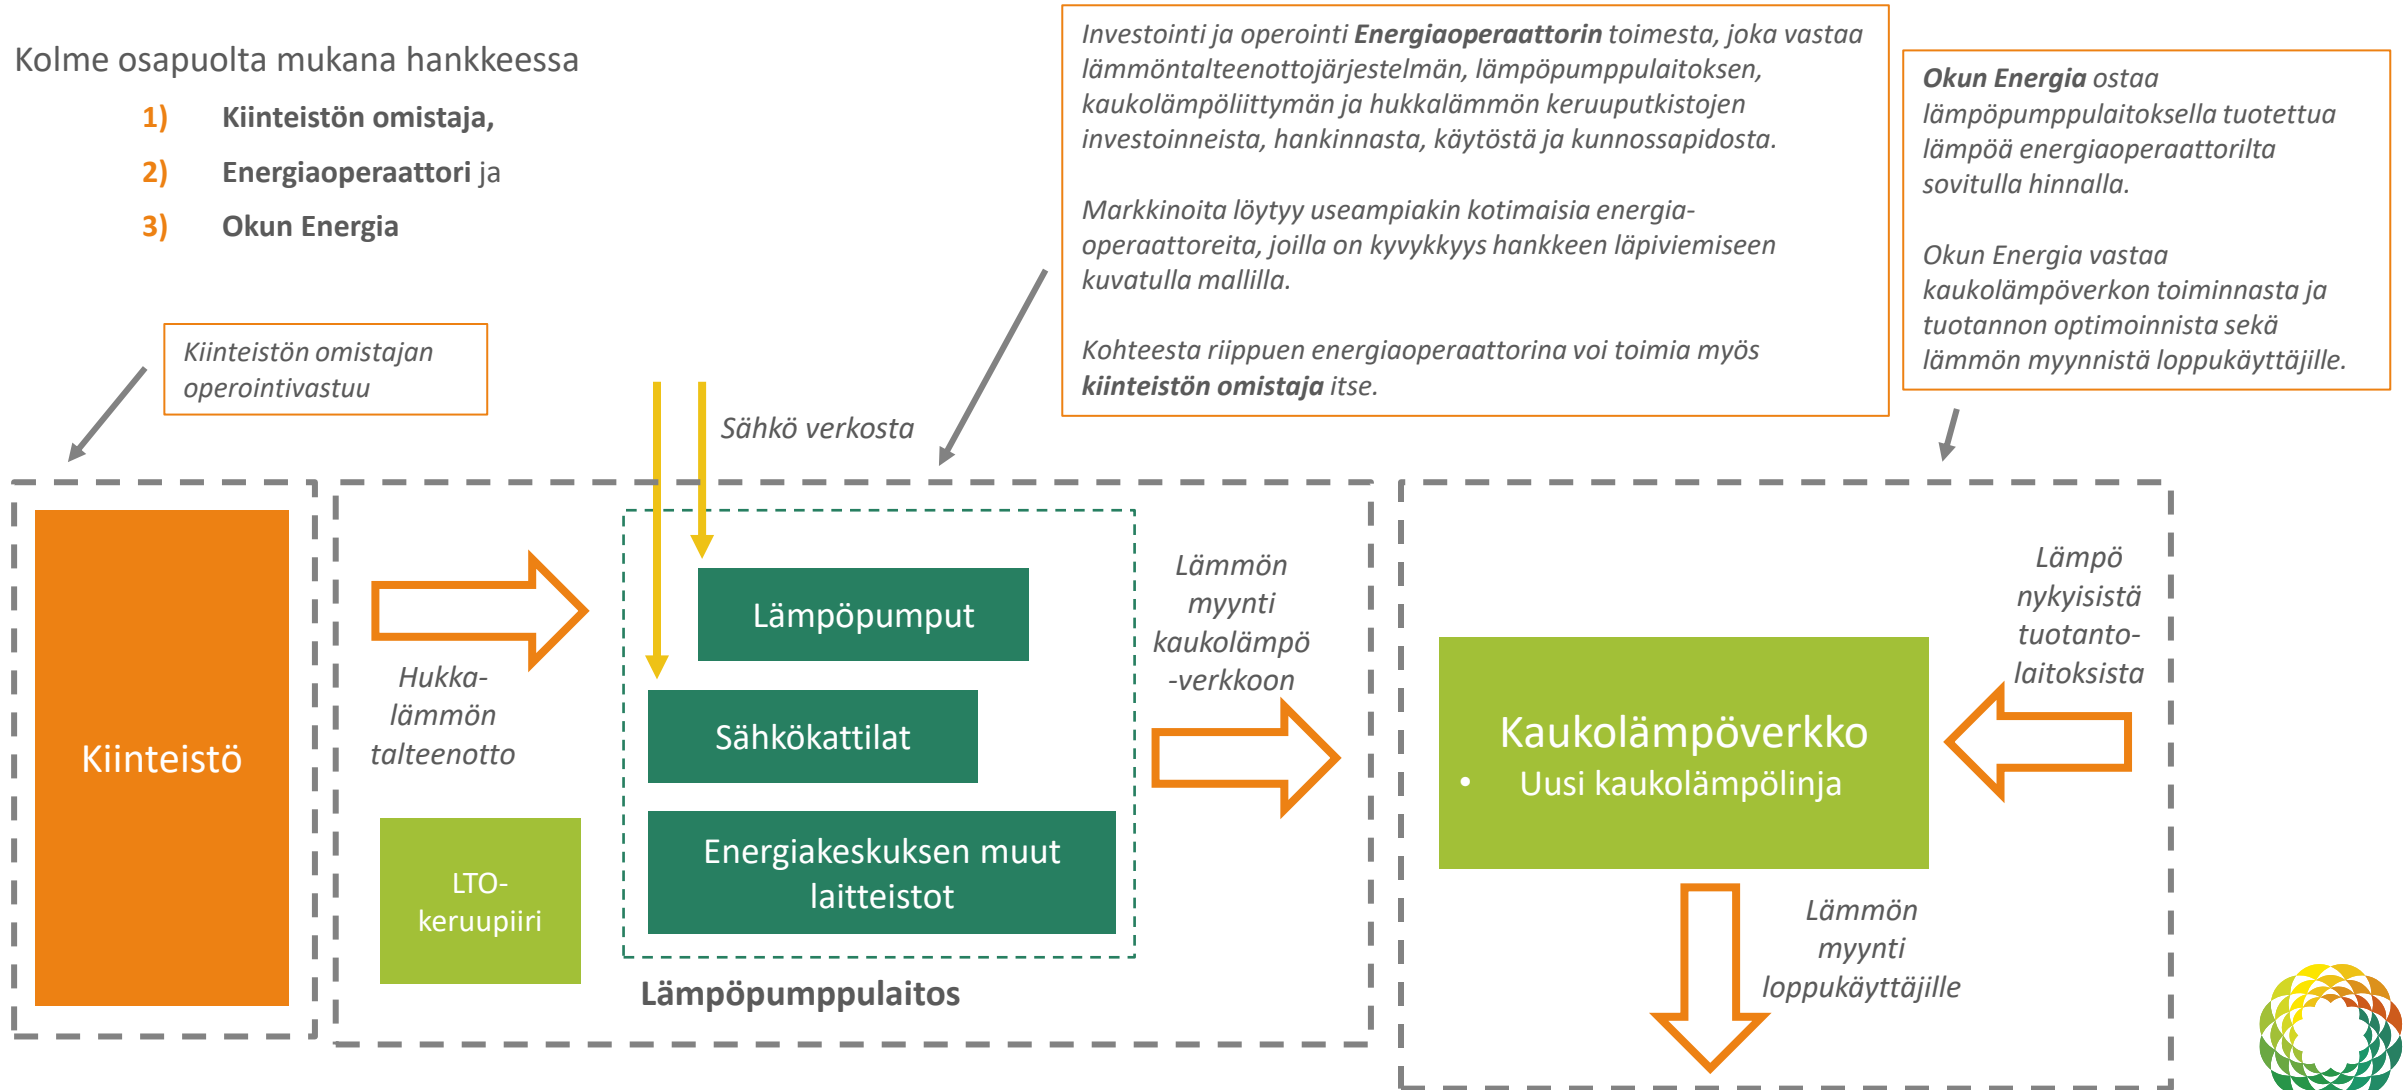 Kolme osapuolta mukana hankkeessa
1) Kiinteistön omistaja,
2) Energiaoperaattori ja
3) Okun Energia
Kiinteistön omistajan
operointivastuu
Investointi ja operointi Energiaoperaattorin toimesta, joka vastaa
lämmöntalteenottojärjestelmän, lämpöpumppulaitoksen,
kaukolämpöliittymän ja hukkalämmön keruuputkistojen
investoinneista, hankinnasta, käytöstä ja kunnossapidosta.
Markkinoita löytyy useampiakin kotimaisia energia-
operaattoreita, joilla on kyvykkyys hankkeen läpiviemiseen
kuvatulla mallilla.
Kohteesta riippuen energiaoperaattorina voi toimia myös
kiinteistön omistaja itse.
Okun Energia ostaa
lämpöpumppulaitoksella tuotettua
lämpöä energiaoperaattorilta
sovitulla hinnalla.
Okun Energia vastaa
kaukolämpöverkon toiminnasta ja
tuotannon optimoinnista sekä
lämmön myynnistä loppukäyttäjille.
Sähkö verkosta
Kiinteistö
Hukka-
lämmön
talteenotto
LTO-
keruupiiri
Lämpöpumput
Sähkökattilat
Energiakeskuksen muut
laitteistot
Lämpöpumppulaitos
Lämmön
myynti
kaukolämpö
-verkkoon
Kaukolämpöverkko
• Uusi kaukolämpölinja
Lämpö
nykyisistä
tuotanto-
laitoksista
Lämmön
myynti
loppukäyttäjille